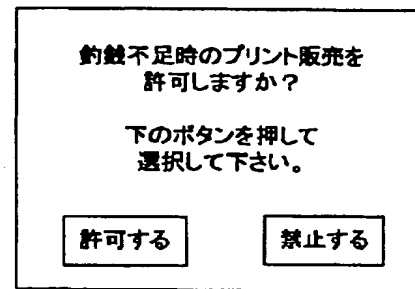 釣銭不足時のプリント販売を
許可しますか？
下のボタンを押して
選択して下さい。
許可する
禁止する